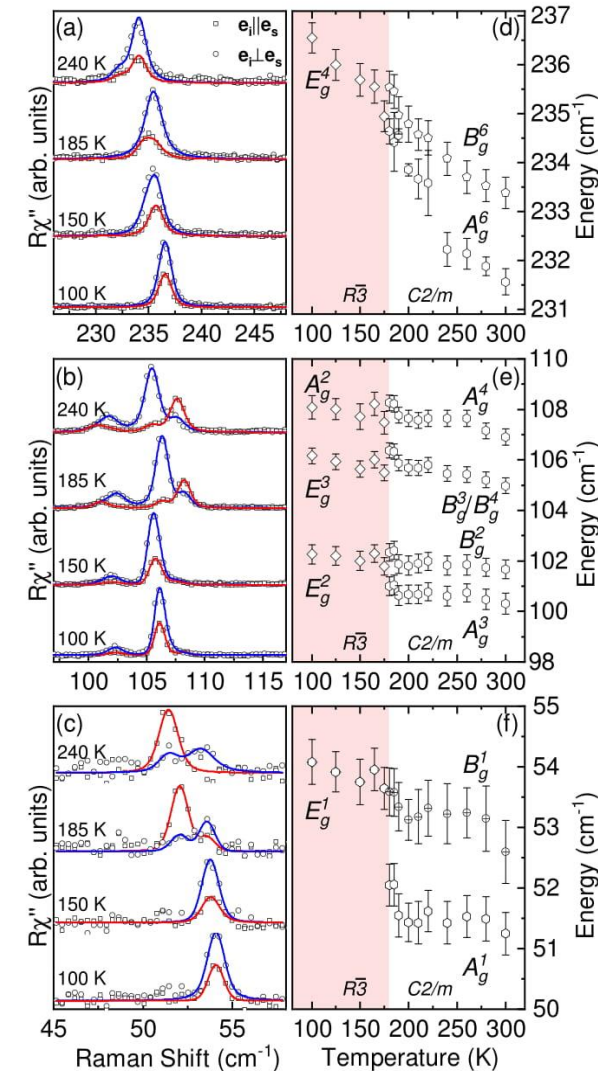 (a)
□ e_i||e_s
○ e_i⊥e_s
240 K
185 K
150 K
100 K
Rχ'' (arb. units)
230 235 240 245
(d)
E_g^4
B_g^6
A_g^6
R3̅ C2/m
237
236
235
234
233
232
231
Energy (cm⁻¹)
100 150 200 250 300
(b)
240 K
185 K
150 K
100 K
Rχ'' (arb. units)
100 105 110 115
(e)
A_g^2
A_g^4
E_g^3
B_g^3/B_g^4
B_g^2
E_g^2
A_g^3
R3̅ C2/m
110
108
106
104
102
100
98
Energy (cm⁻¹)
100 150 200 250 300
(c)
240 K
185 K
150 K
100 K
Rχ'' (arb. units)
45 50 55
Raman Shift (cm⁻¹)
(f)
E_g^1
B_g^1
A_g^1
R3̅ C2/m
55
54
53
52
51
50
Energy (cm⁻¹)
100 150 200 250 300
Temperature (K)